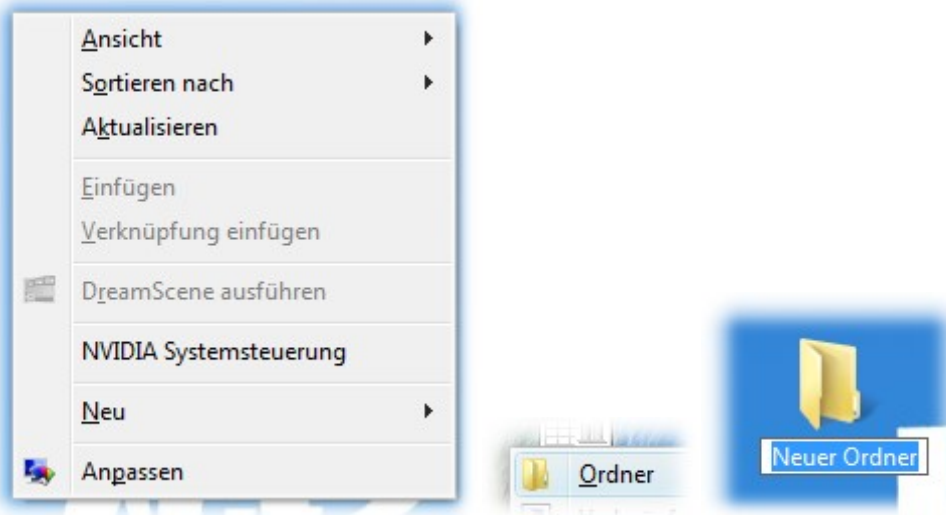 Ansicht
Sortieren nach
Aktualisieren
Einfügen
Verknüpfung einfügen
DreamScene ausführen
NVIDIA Systemsteuerung
Neu
Anpassen
Ordner
Neuer Ordner